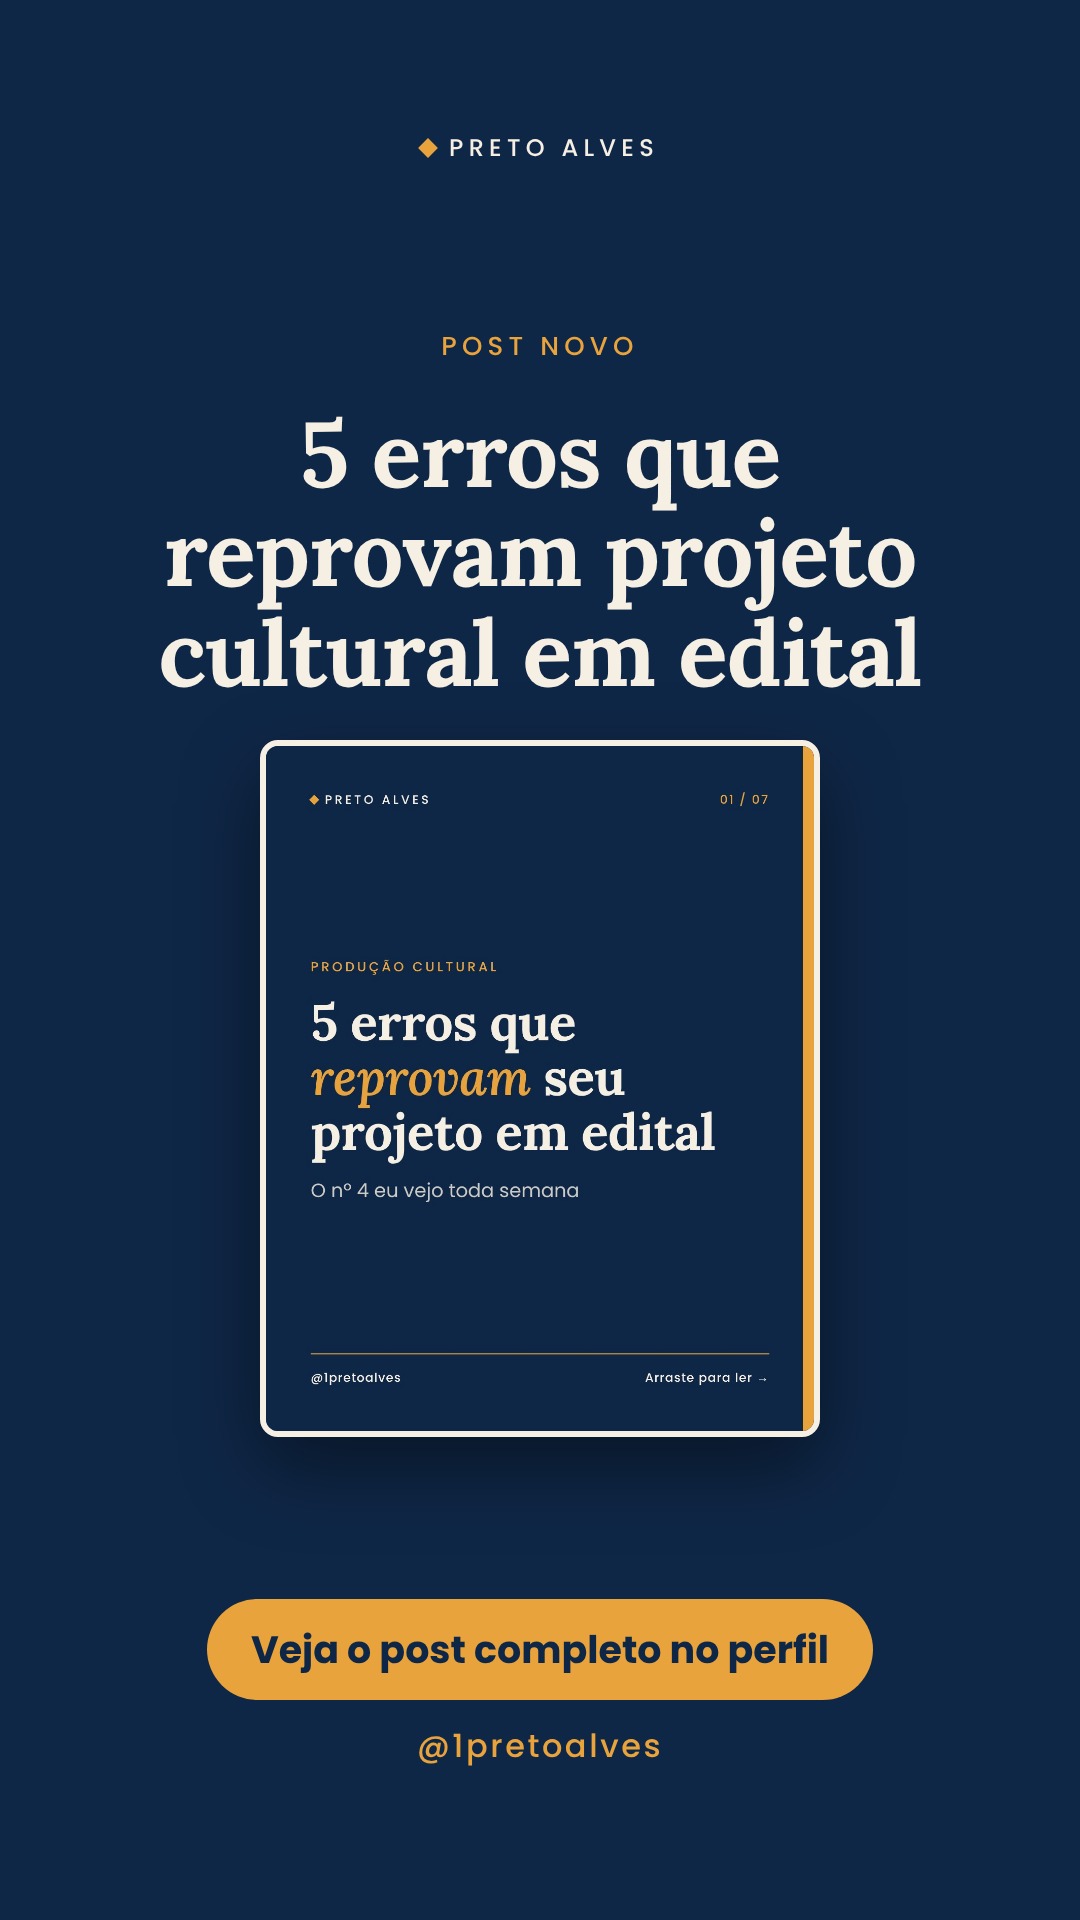 PRETO ALVES
POST NOVO
5 erros que
reprovam projeto
cultural em edital
PRETO ALVES
01 / 07
PRODUÇÃO CULTURAL
5 erros que
reprovam seu
projeto em edital
O nº 4 eu vejo toda semana
@1pretoalves
Arraste para ler →
Veja o post completo no perfil
@1pretoalves